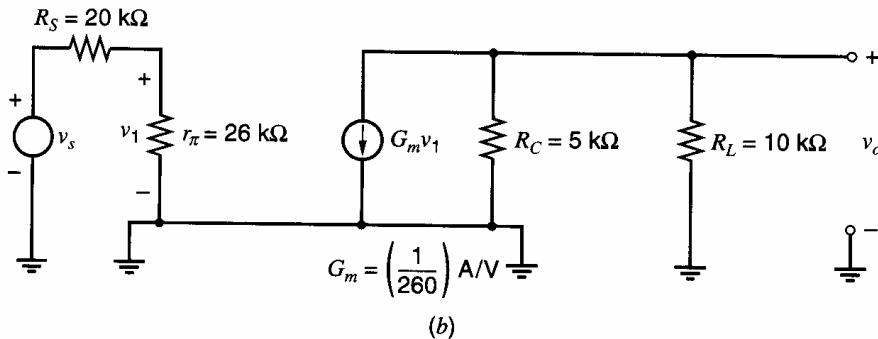 R_S = 20 kΩ
+
+
+
v_s
v_1
r_π = 26 kΩ
G_m v_1
R_C = 5 kΩ
R_L = 10 kΩ
v_o
−
−
−
G_m = (1/260) A/V
(b)